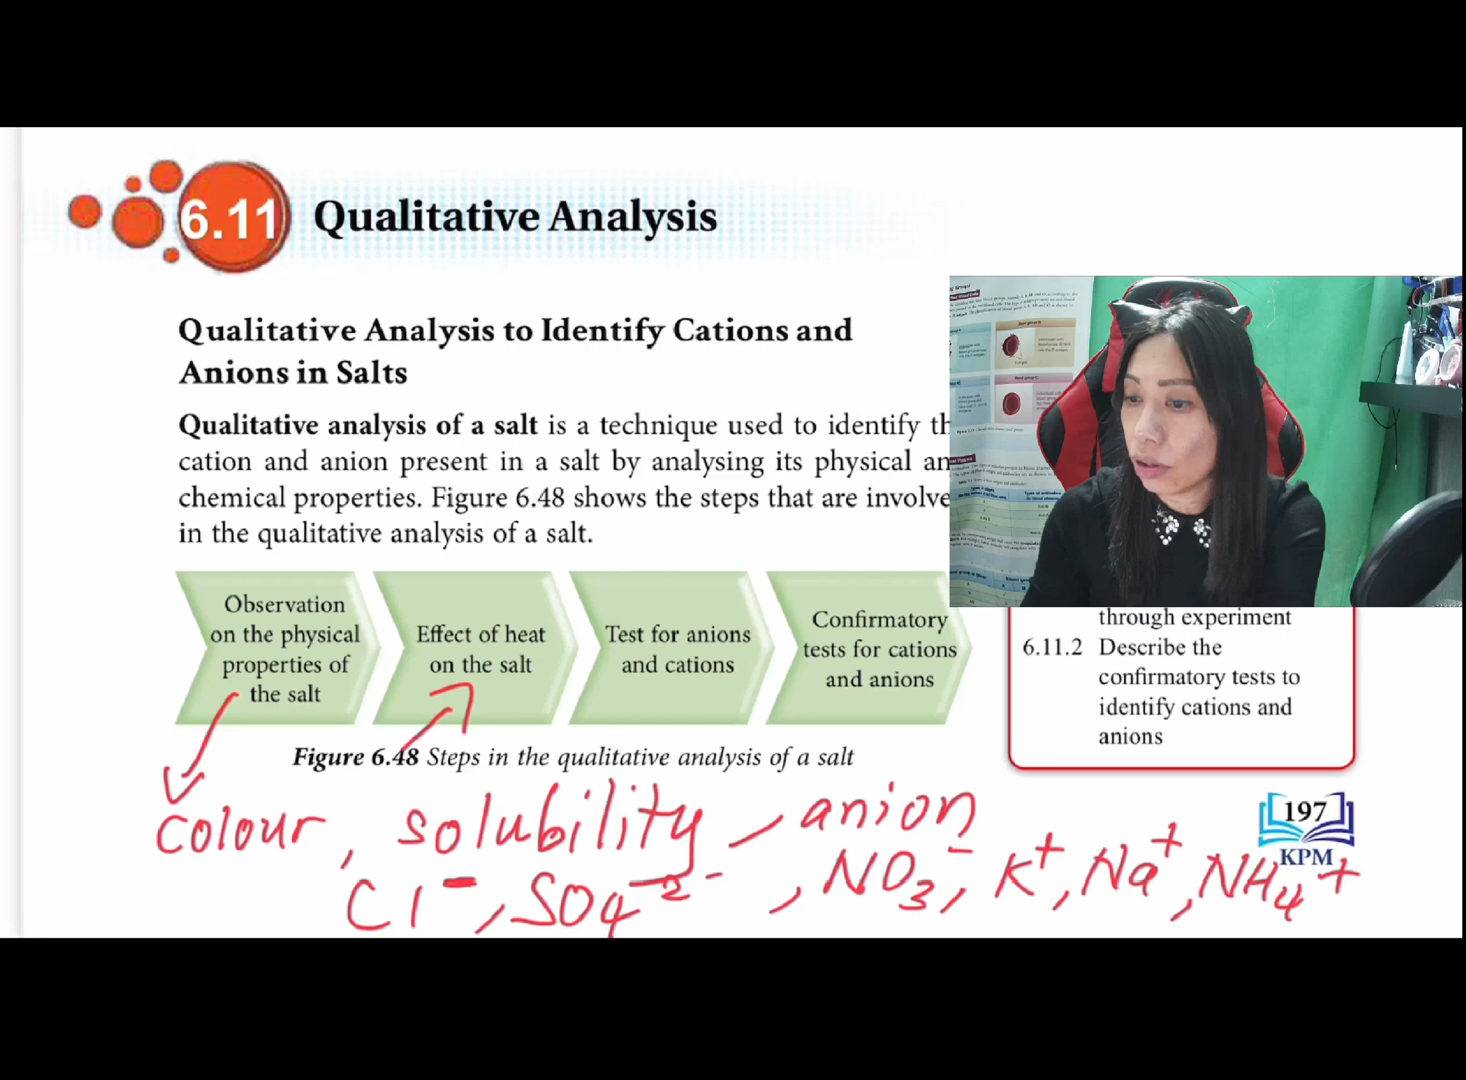 6.11 Qualitative Analysis
Qualitative Analysis to Identify Cations and
Anions in Salts
Qualitative analysis of a salt is a technique used to identify th
cation and anion present in a salt by analysing its physical an
chemical properties. Figure 6.48 shows the steps that are involve
in the qualitative analysis of a salt.
Observation
on the physical
properties of
the salt
Effect of heat
on the salt
Test for anions
and cations
Confirmatory
tests for cations
and anions
Figure 6.48 Steps in the qualitative analysis of a salt
through experiment
6.11.2 Describe the
confirmatory tests to
identify cations and
anions
197
KPM
colour, solubility, anion
Cl⁻, SO₄²⁻, NO₃⁻, K⁺, Na⁺, NH₄⁺